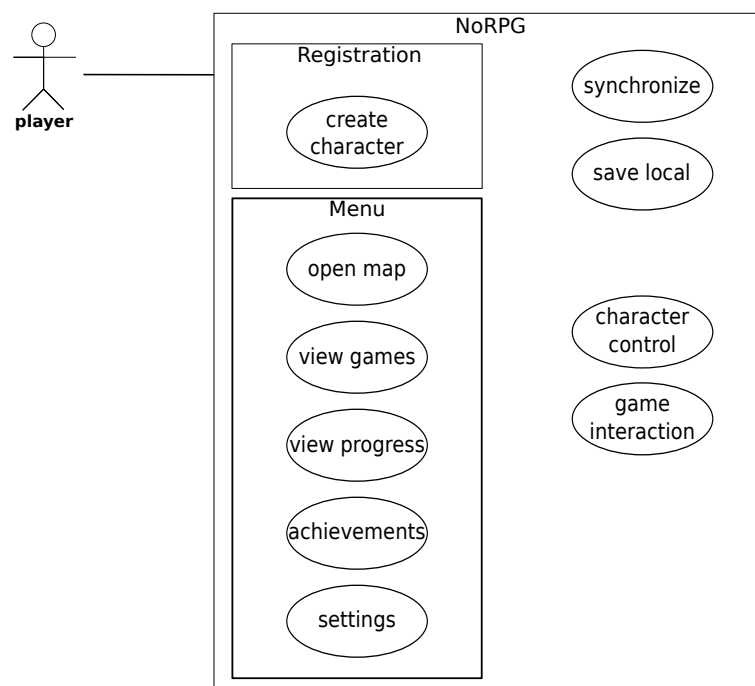 NoRPG
player
Registration
create
character
Menu
open map
view games
view progress
achievements
settings
synchronize
save local
character
control
game
interaction